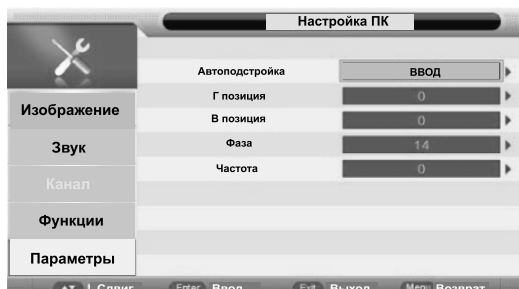 Настройка ПК
Автоподстройка ВВОД
Г позиция 0
В позиция 0
Фаза 14
Частота 0
Изображение
Звук
Канал
Функции
Параметры
Сдвиг Enter Ввод Exit Выход Menu Возврат